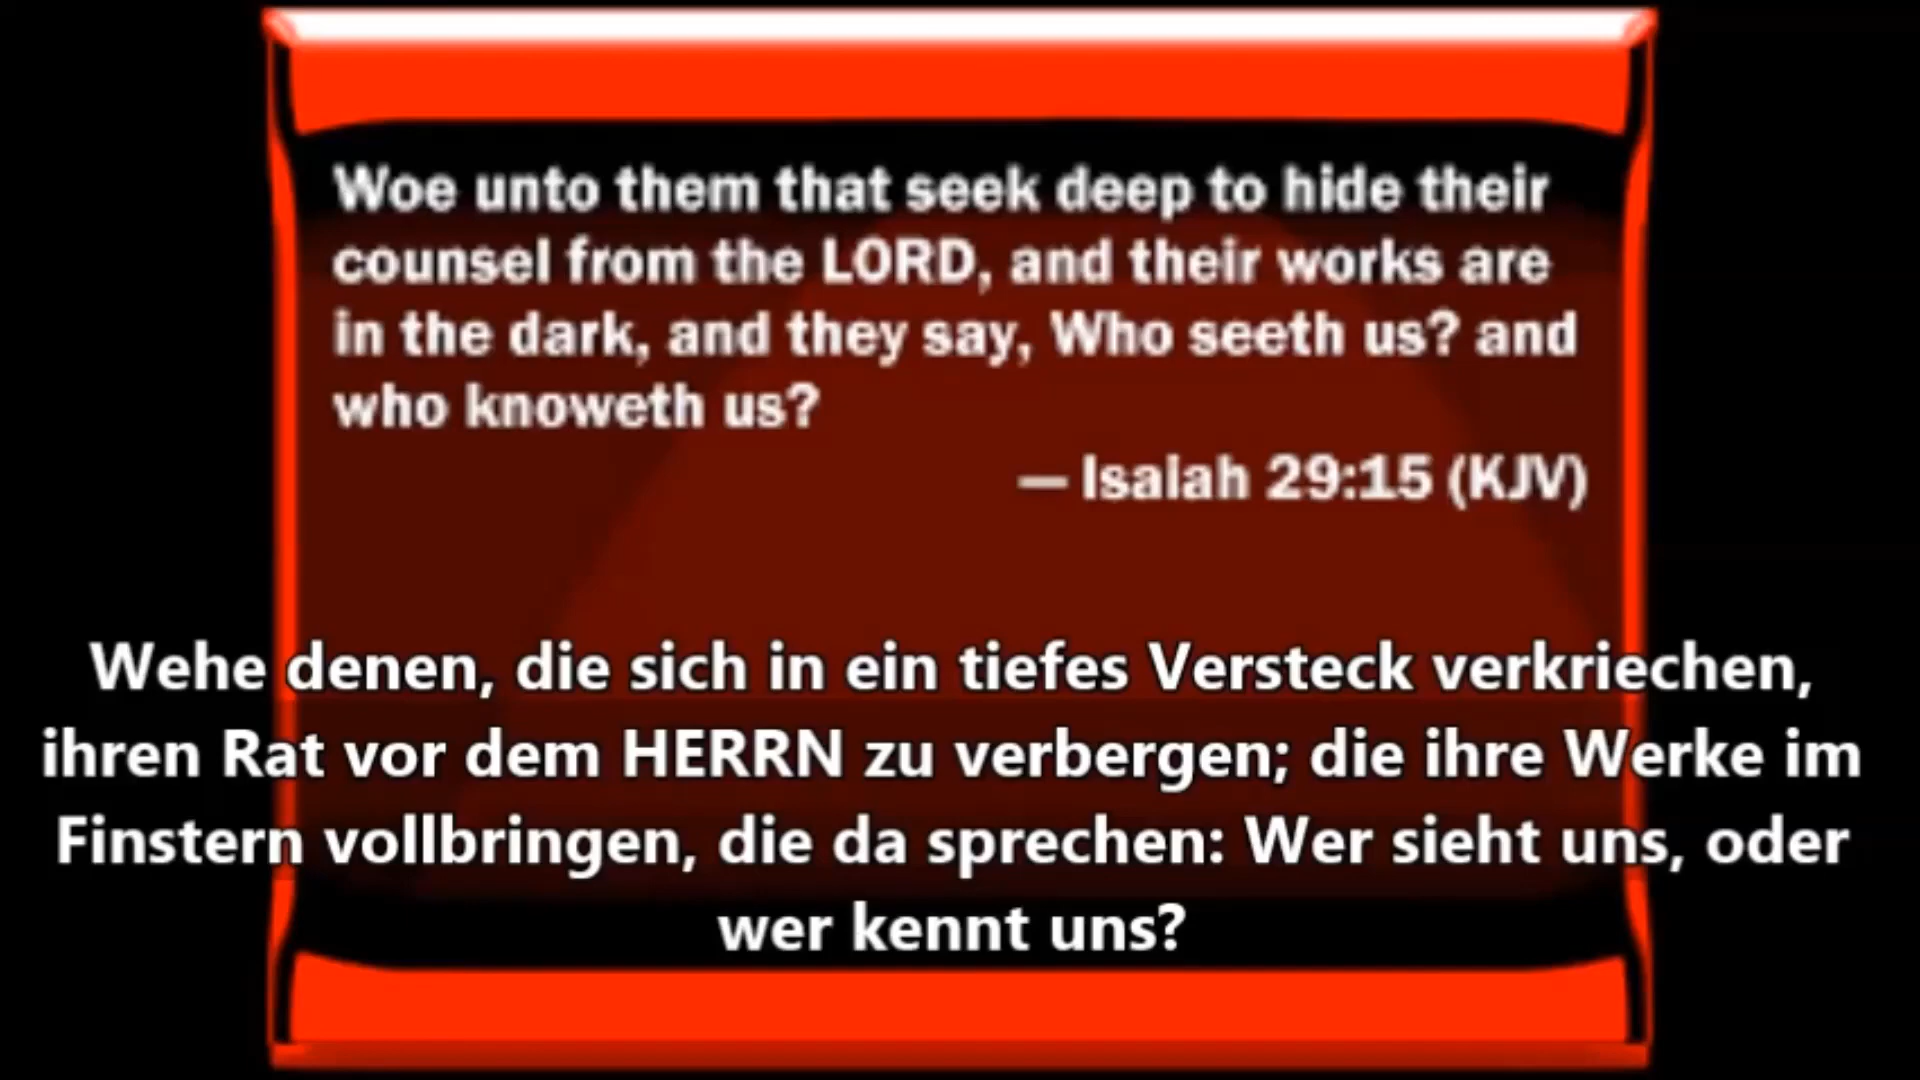 Woe unto them that seek deep to hide their
counsel from the LORD, and their works are
in the dark, and they say, Who seeth us? and
who knoweth us?
— Isaiah 29:15 (KJV)
Wehe denen, die sich in ein tiefes Versteck verkriechen,
ihren Rat vor dem HERRN zu verbergen; die ihre Werke im
Finstern vollbringen, die da sprechen: Wer sieht uns, oder
wer kennt uns?